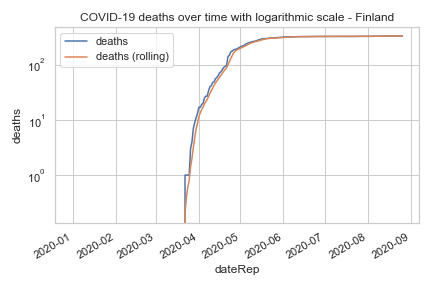 COVID-19 deaths over time with logarithmic scale - Finland
deaths
deaths (rolling)
10²
10¹
10⁰
deaths
2020-01
2020-02
2020-03
2020-04
2020-05
2020-06
2020-07
2020-08
2020-09
dateRep